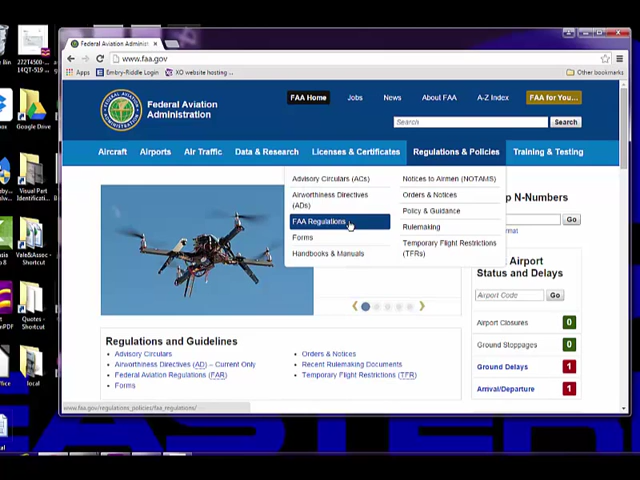 le Bin
272T4500-
14QT-519
...
Google Drive
Visual Part
Identificati...
Vale&Assoc -
Shortcut
Quotes -
Shortcut
local
Federal Aviation Adminis
www.faa.gov
Apps
Embry-Riddle Login
XO website hosting ...
Other bookmarks
Federal Aviation
Administration
FAA Home
Jobs
News
About FAA
A-Z Index
FAA for You...
Search
Search
Aircraft
Airports
Air Traffic
Data & Research
Licenses & Certificates
Regulations & Policies
Training & Testing
Advisory Circulars (ACs)
Airworthiness Directives
(ADs)
FAA Regulations
Forms
Handbooks & Manuals
Notices to Airmen (NOTAMS)
Orders & Notices
Policy & Guidance
Rulemaking
Temporary Flight Restrictions
(TFRs)
p N-Numbers
Go
ormat
Airport
Status and Delays
Airport Code
Go
Airport Closures
0
Ground Stoppages
0
Ground Delays
1
Arrival/Departure
1
Regulations and Guidelines
Advisory Circulars
Airworthiness Directives (AD) – Current Only
Federal Aviation Regulations (FAR)
Forms
Orders & Notices
Recent Rulemaking Documents
Temporary Flight Restrictions (TFR)
www.faa.gov/regulations_policies/faa_regulations/